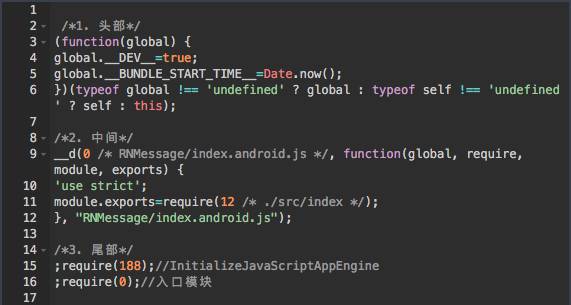 1
2 /*1. 头部*/
3 (function(global) {
4 global.__DEV__=true;
5 global.__BUNDLE_START_TIME__=Date.now();
6 })(typeof global !== 'undefined' ? global : typeof self !== 'undefined
' ? self : this);
7
8 /*2. 中间*/
9 __d(0 /* RNMessage/index.android.js */, function(global, require,
module, exports) {
10 'use strict';
11 module.exports=require(12 /* ./src/index */);
12 }, "RNMessage/index.android.js");
13
14 /*3. 尾部*/
15 ;require(188);//InitializeJavaScriptAppEngine
16 ;require(0);//入口模块
17